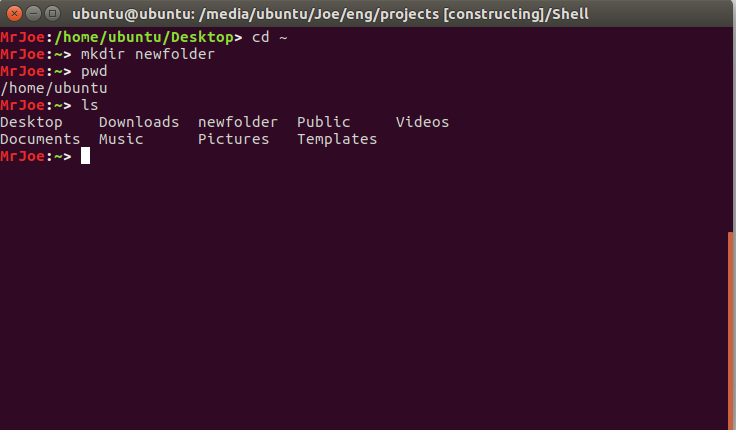 ubuntu@ubuntu: /media/ubuntu/Joe/eng/projects [constructing]/Shell
MrJoe:/home/ubuntu/Desktop> cd ~
MrJoe:~> mkdir newfolder
MrJoe:~> pwd
/home/ubuntu
MrJoe:~> ls
Desktop    Downloads  newfolder  Public     Videos
Documents  Music      Pictures   Templates
MrJoe:~>